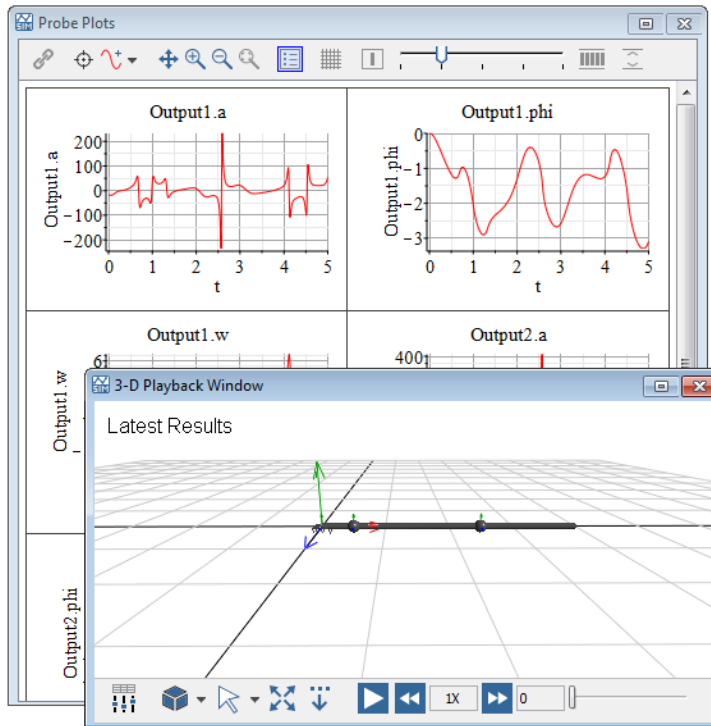 Probe Plots
Output1.a
Output1.a
200
100
0
−100
−200
0 1 2 3 4 5
t
Output1.phi
Output1.phi
0
−1
−2
−3
0 1 2 3 4 5
t
Output1.w
Output1.w
6
Output2.a
400
3-D Playback Window
Latest Results
Output2.phi
1X
0